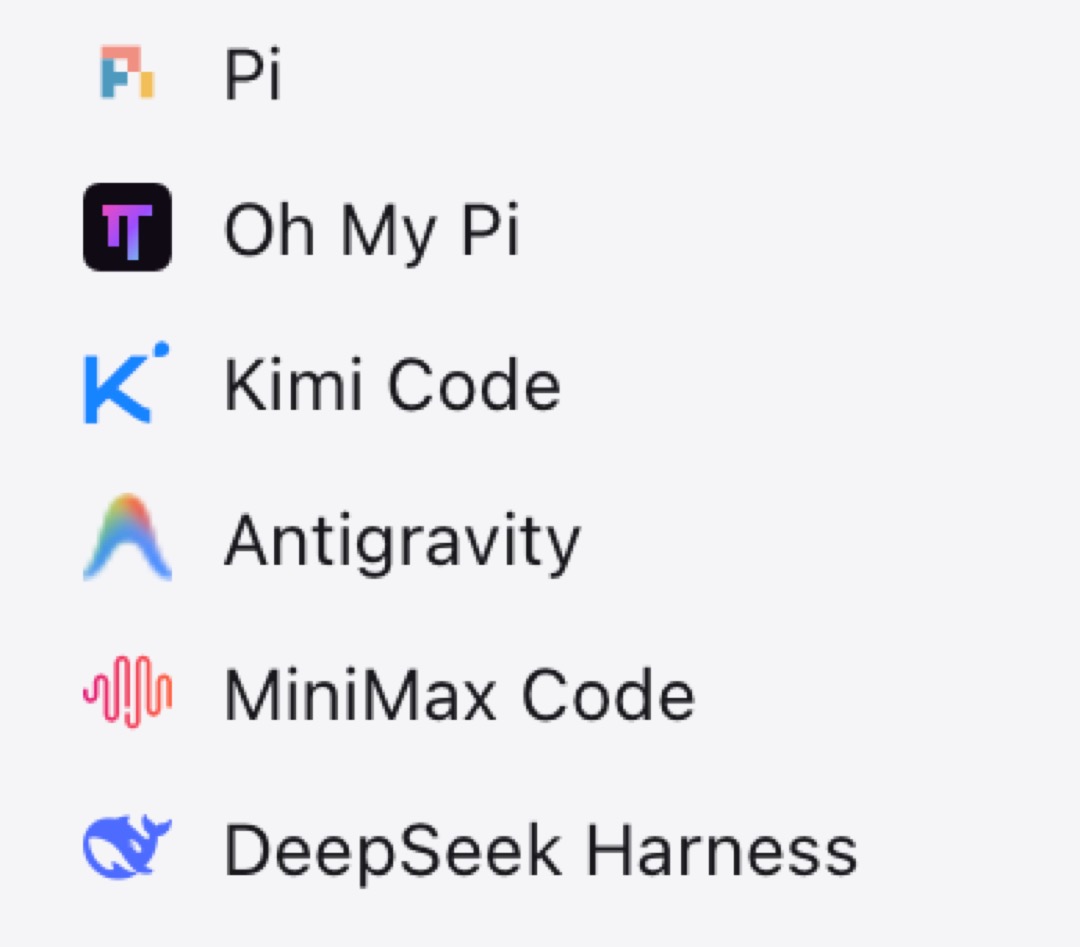 Pi
Oh My Pi
Kimi Code
Antigravity
MiniMax Code
DeepSeek Harness